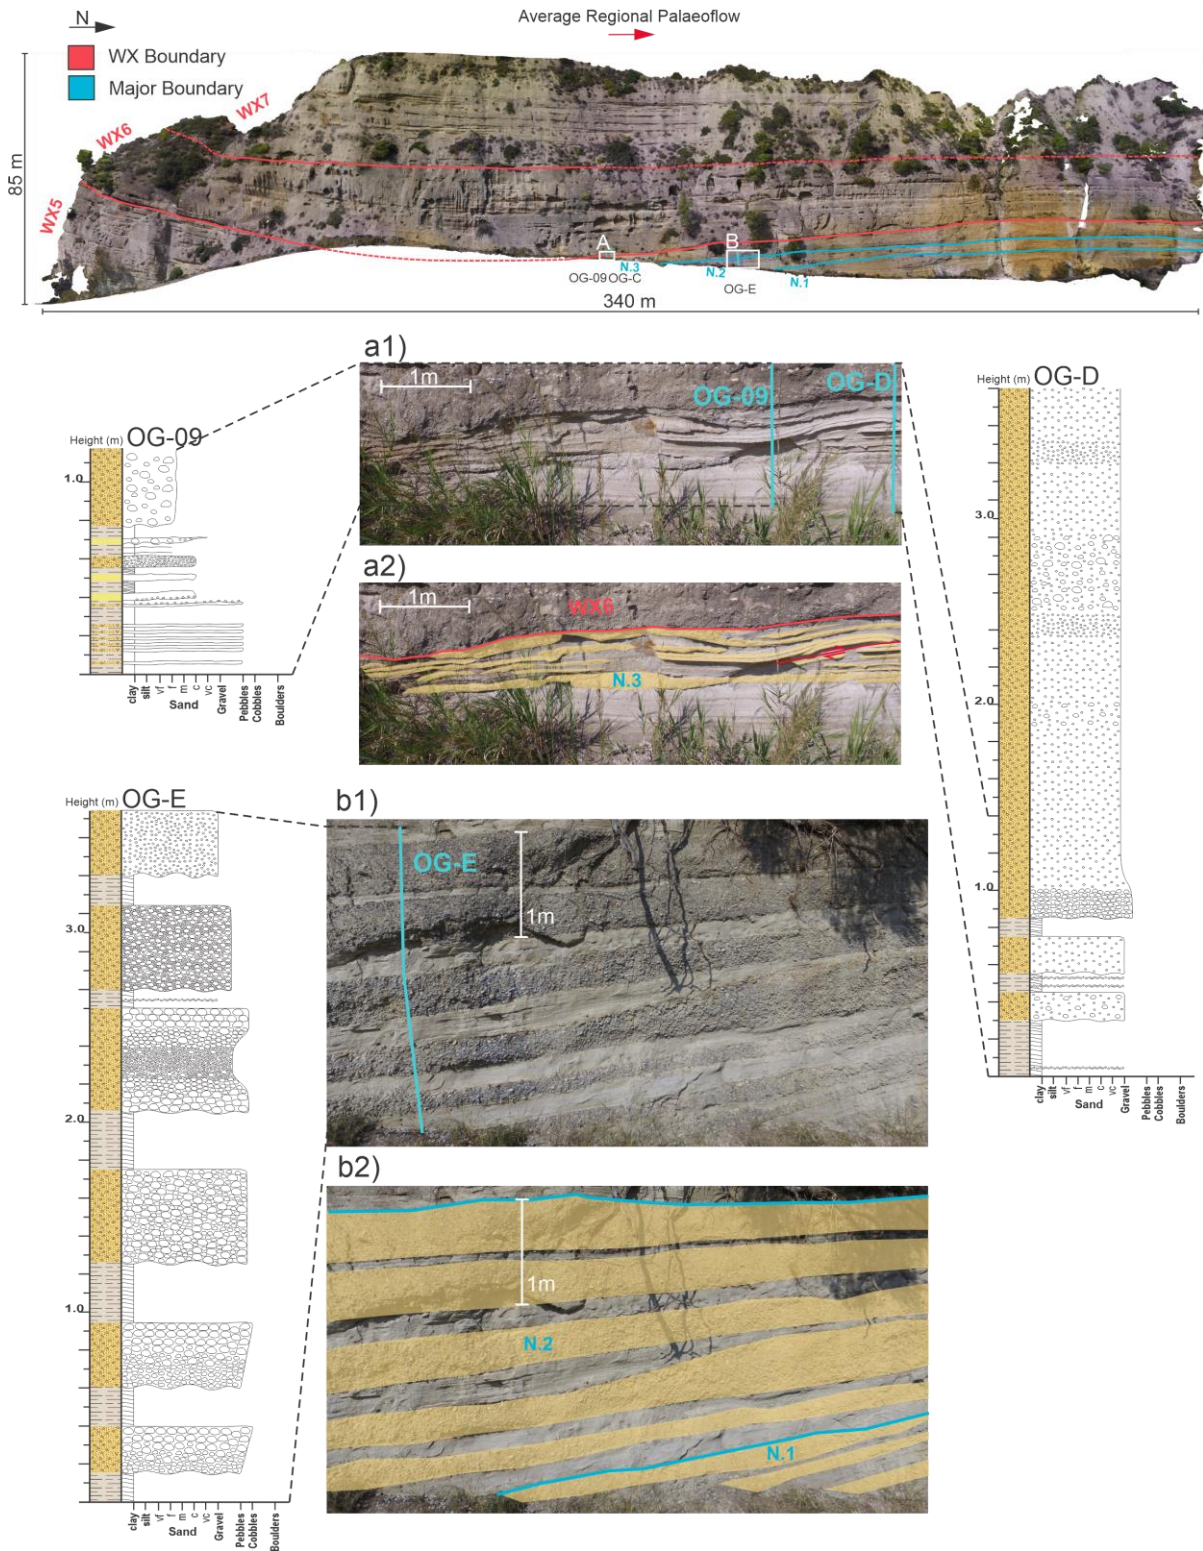 N
Average Regional Palaeoflow
WX Boundary
Major Boundary
85 m
WX5
WX6
WX7
A
B
N.3
N.2
N.1
OG-09 OG-C
OG-E
340 m
a1)
1m
OG-09
OG-D
Height (m) OG-09
1.0
clay
silt
vf
f
m
c
vc
Gravel
Pebbles
Cobbles
Boulders
Sand
a2)
1m
WX6
N.3
Height (m) OG-D
3.0
2.0
1.0
clay
silt
vf
f
m
c
vc
Gravel
Pebbles
Cobbles
Boulders
Sand
Height (m) OG-E
3.0
2.0
1.0
clay
silt
vf
f
m
c
vc
Gravel
Pebbles
Cobbles
Boulders
Sand
b1)
OG-E
1m
b2)
1m
N.2
N.1